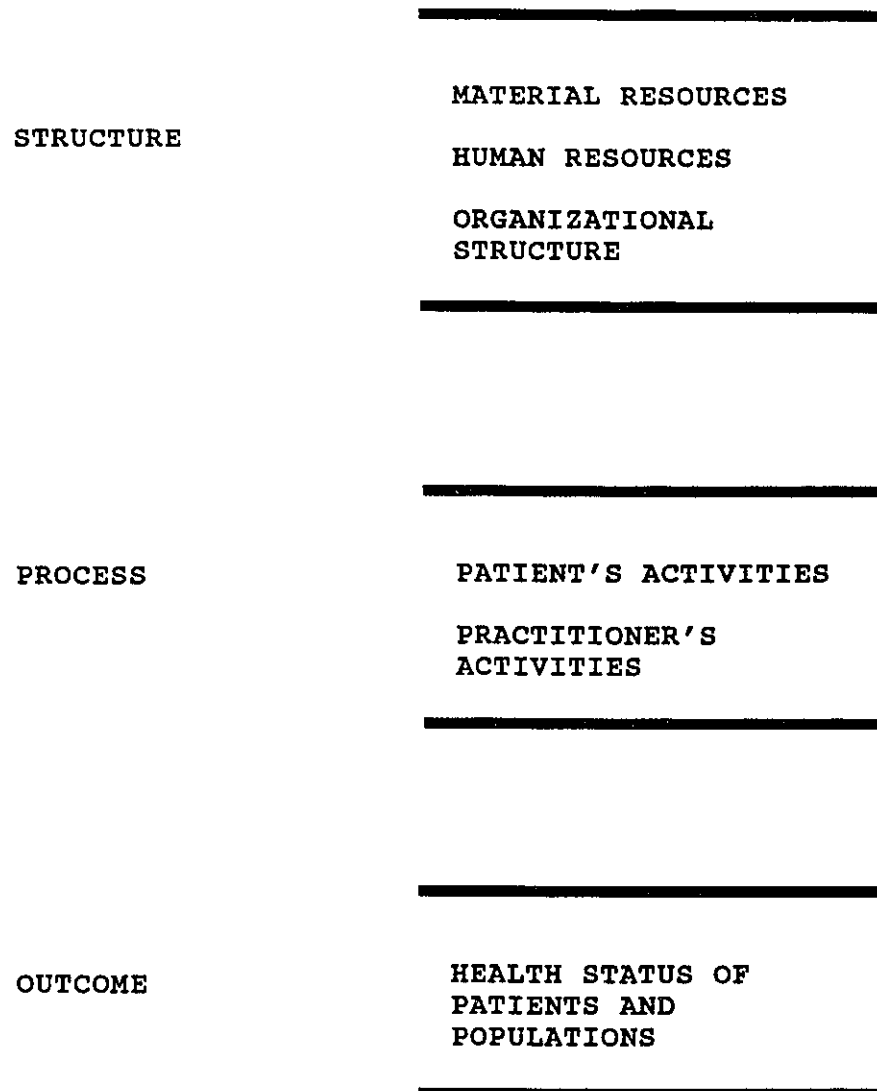 STRUCTURE
MATERIAL RESOURCES
HUMAN RESOURCES
ORGANIZATIONAL
STRUCTURE
PROCESS
PATIENT'S ACTIVITIES
PRACTITIONER'S
ACTIVITIES
OUTCOME
HEALTH STATUS OF
PATIENTS AND
POPULATIONS